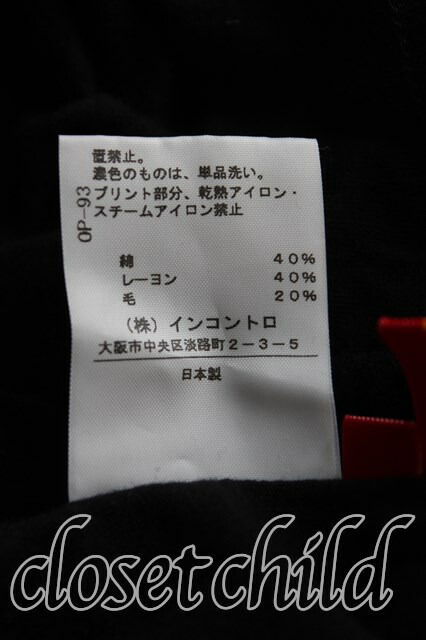 置禁止。
濃色のものは、単品洗い。
プリント部分、乾熱アイロン・
スチームアイロン禁止
OP-93
綿 40%
レーヨン 40%
毛 20%
(株) インコントロ
大阪市中央区淡路町2-3-5
日本製
closet child